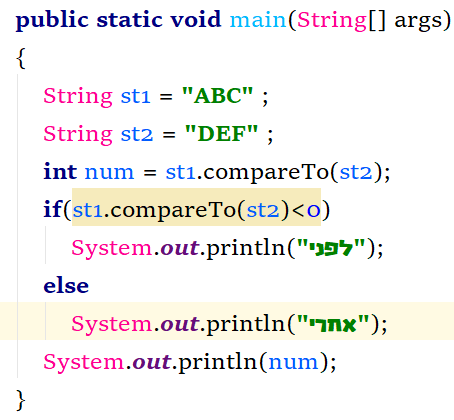 public static void main(String[] args)
{
String st1 = "ABC" ;
String st2 = "DEF" ;
int num = st1.compareTo(st2);
if(st1.compareTo(st2)<0)
System.out.println("לפני");
else
System.out.println("אחרי");
System.out.println(num);
}